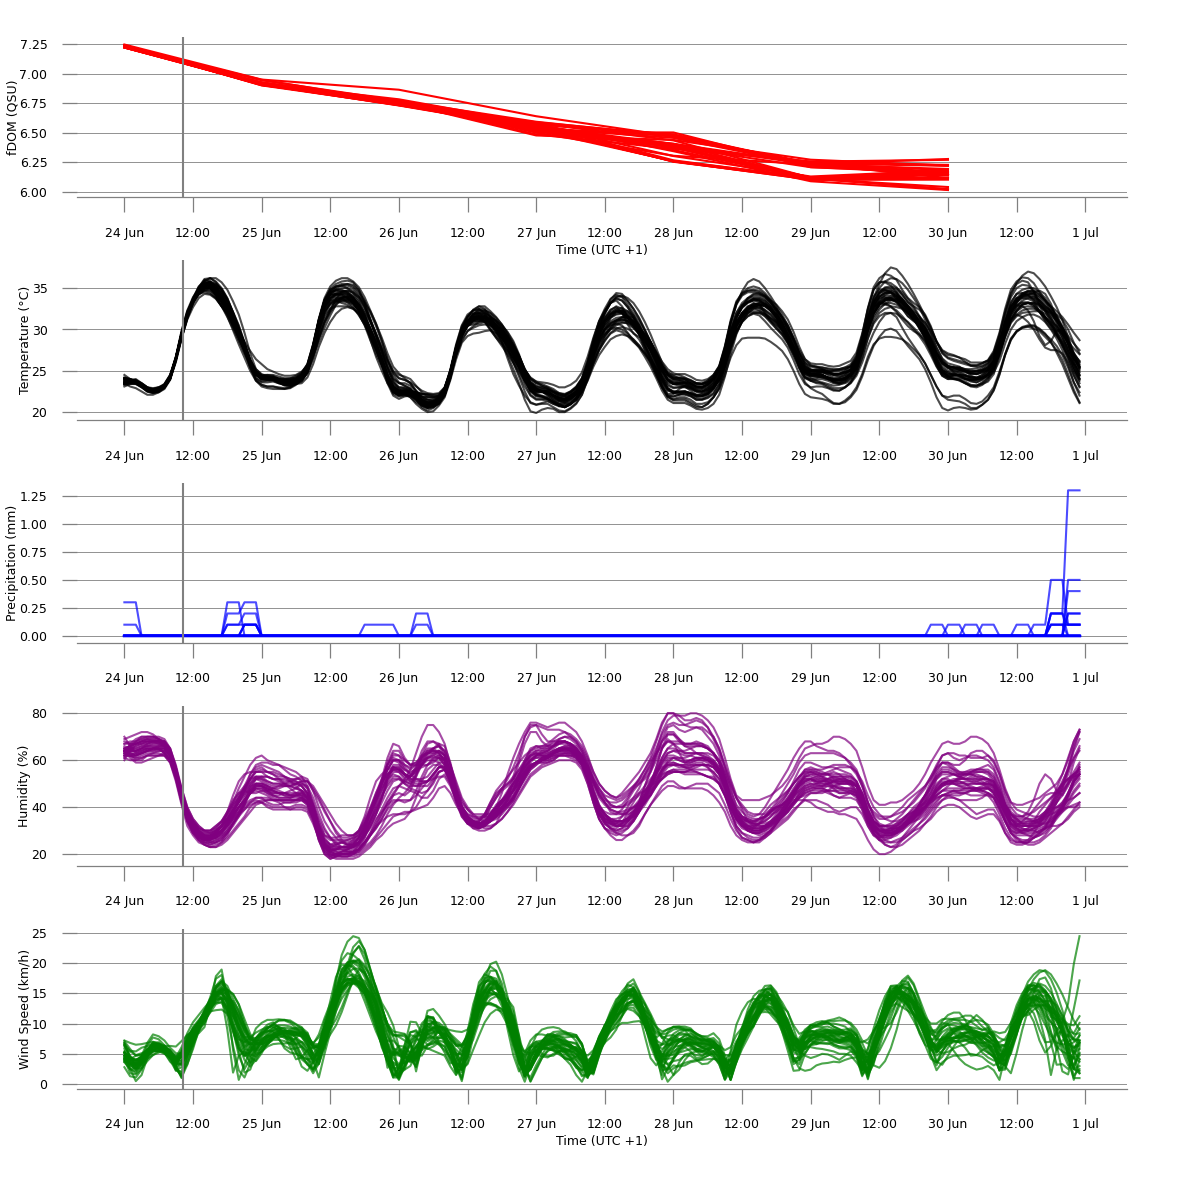 7.25
7.00
6.75
6.50
6.25
6.00
fDOM (QSU)
24 Jun 12:00 25 Jun 12:00 26 Jun 12:00 27 Jun 12:00 28 Jun 12:00 29 Jun 12:00 30 Jun 12:00 1 Jul
Time (UTC +1)
35
30
25
20
Temperature (°C)
24 Jun 12:00 25 Jun 12:00 26 Jun 12:00 27 Jun 12:00 28 Jun 12:00 29 Jun 12:00 30 Jun 12:00 1 Jul
1.25
1.00
0.75
0.50
0.25
0.00
Precipitation (mm)
24 Jun 12:00 25 Jun 12:00 26 Jun 12:00 27 Jun 12:00 28 Jun 12:00 29 Jun 12:00 30 Jun 12:00 1 Jul
80
60
40
20
Humidity (%)
24 Jun 12:00 25 Jun 12:00 26 Jun 12:00 27 Jun 12:00 28 Jun 12:00 29 Jun 12:00 30 Jun 12:00 1 Jul
25
20
15
10
5
0
Wind Speed (km/h)
24 Jun 12:00 25 Jun 12:00 26 Jun 12:00 27 Jun 12:00 28 Jun 12:00 29 Jun 12:00 30 Jun 12:00 1 Jul
Time (UTC +1)